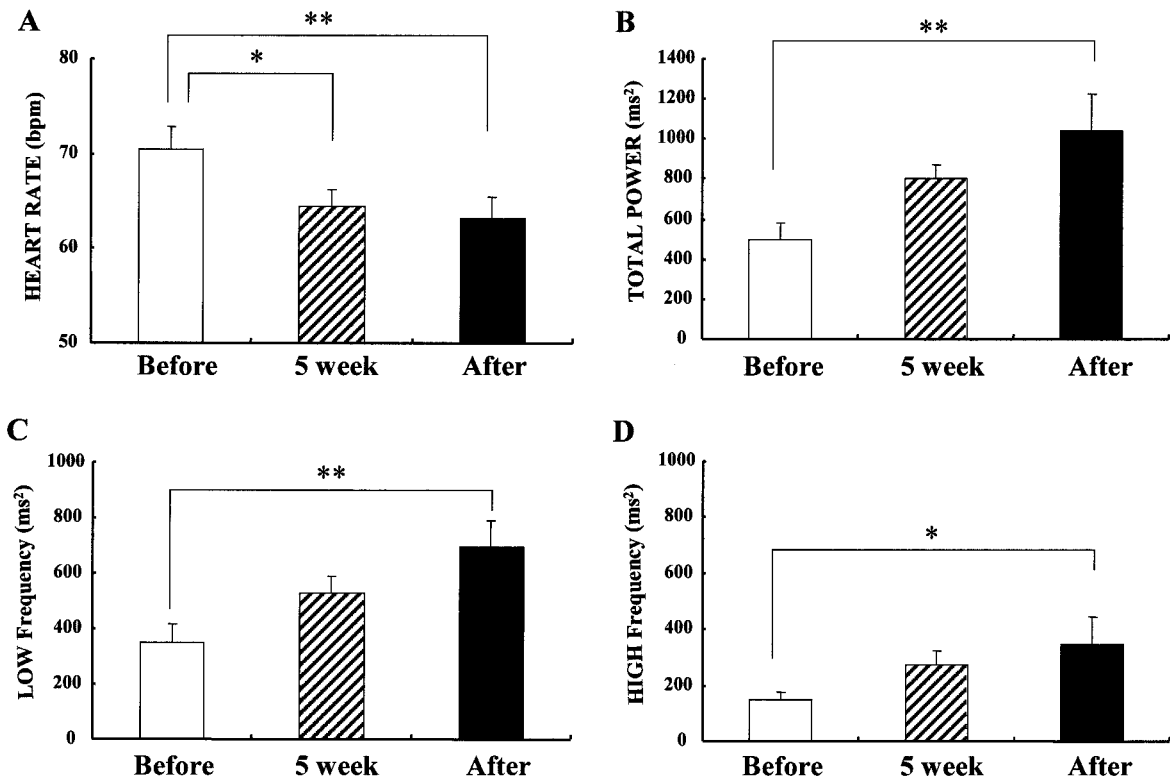 A
**
80
*
70
60
50
HEART RATE (bpm)
Before 5 week After
B
**
1400
1200
1000
800
600
400
200
0
TOTAL POWER (ms²)
Before 5 week After
C
1000
**
800
600
400
200
0
LOW Frequency (ms²)
Before 5 week After
D
1000
800
*
600
400
200
0
HIGH Frequency (ms²)
Before 5 week After